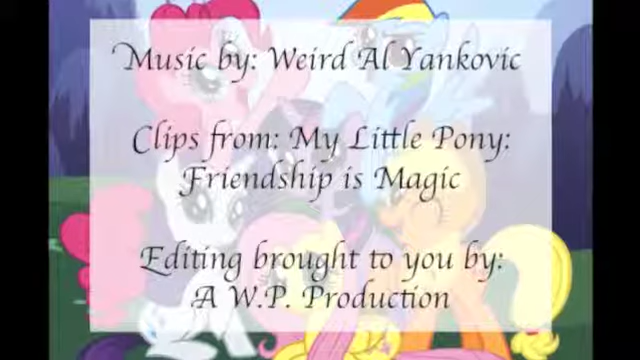 Music by: Weird Al Yankovic
Clips from: My Little Pony:
Friendship is Magic
Editing brought to you by:
A W.P. Production